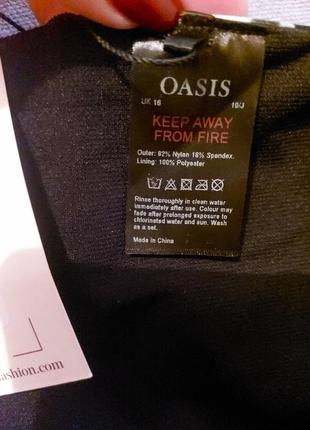 OASIS
UK 16
KEEP AWAY
FROM FIRE
Outer: 82% Nylon 18% Spandex.
Lining: 100% Polyester
Rinse thoroughly in clean water
immediately after use. Colour may
fade after prolonged exposure to
chlorinated water and sun. Wash
as a set.
Made in China
ashion.com